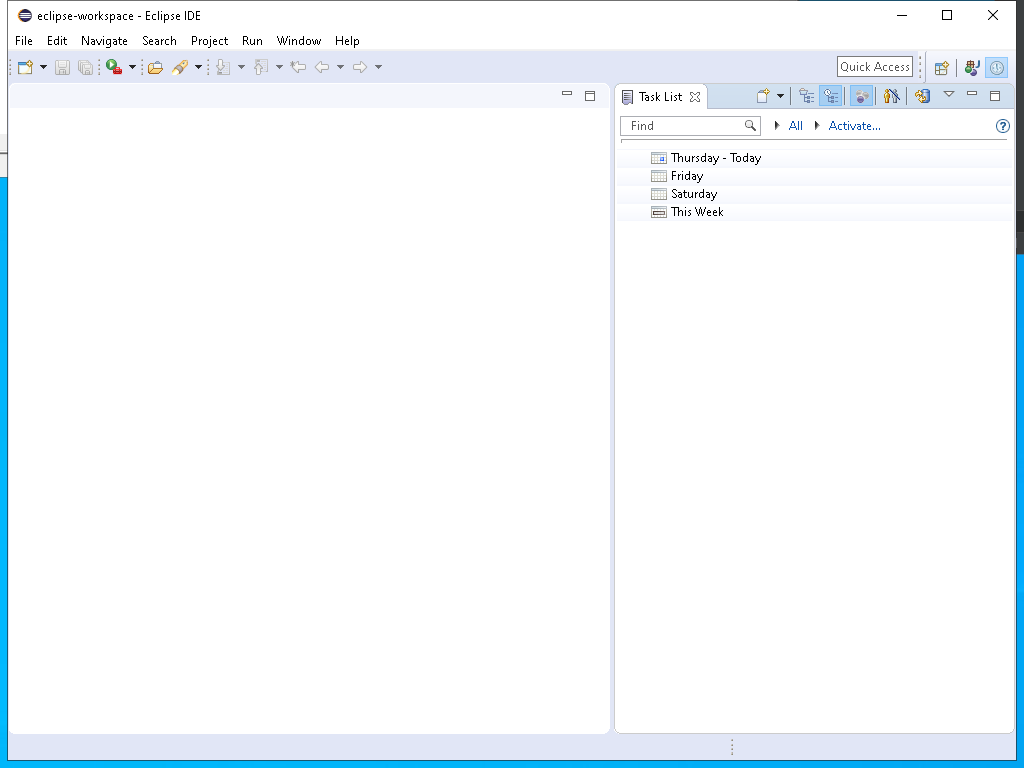 eclipse-workspace - Eclipse IDE
File Edit Navigate Search Project Run Window Help
Quick Access
Task List
Find All Activate...
Thursday - Today
Friday
Saturday
This Week